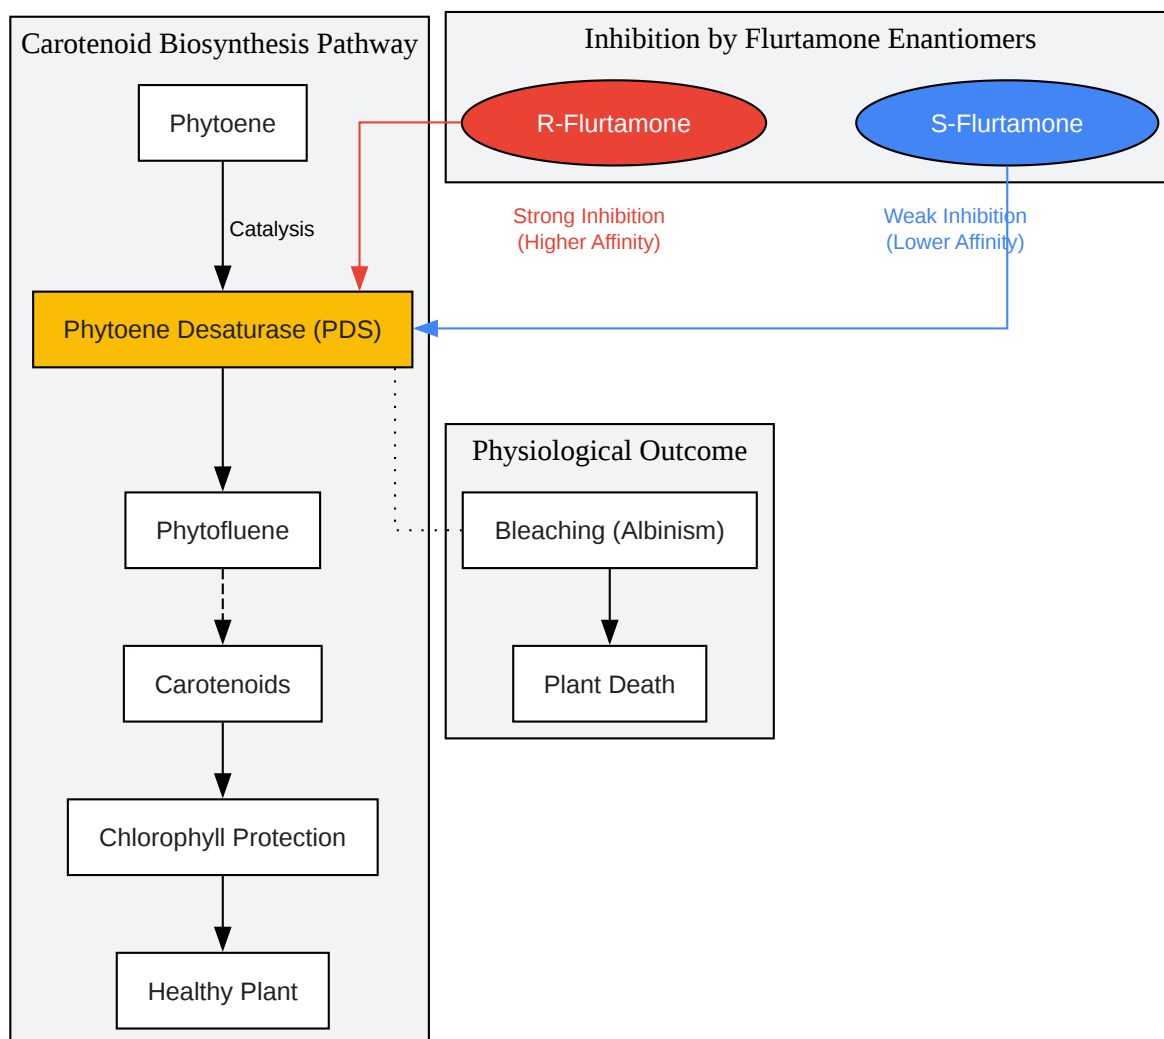 Carotenoid Biosynthesis Pathway
Phytoene
Catalysis
Phytoene Desaturase (PDS)
Phytofluene
Carotenoids
Chlorophyll Protection
Healthy Plant
Inhibition by Flurtamone Enantiomers
R-Flurtamone
S-Flurtamone
Strong Inhibition
(Higher Affinity)
Weak Inhibition
(Lower Affinity)
Physiological Outcome
Bleaching (Albinism)
Plant Death